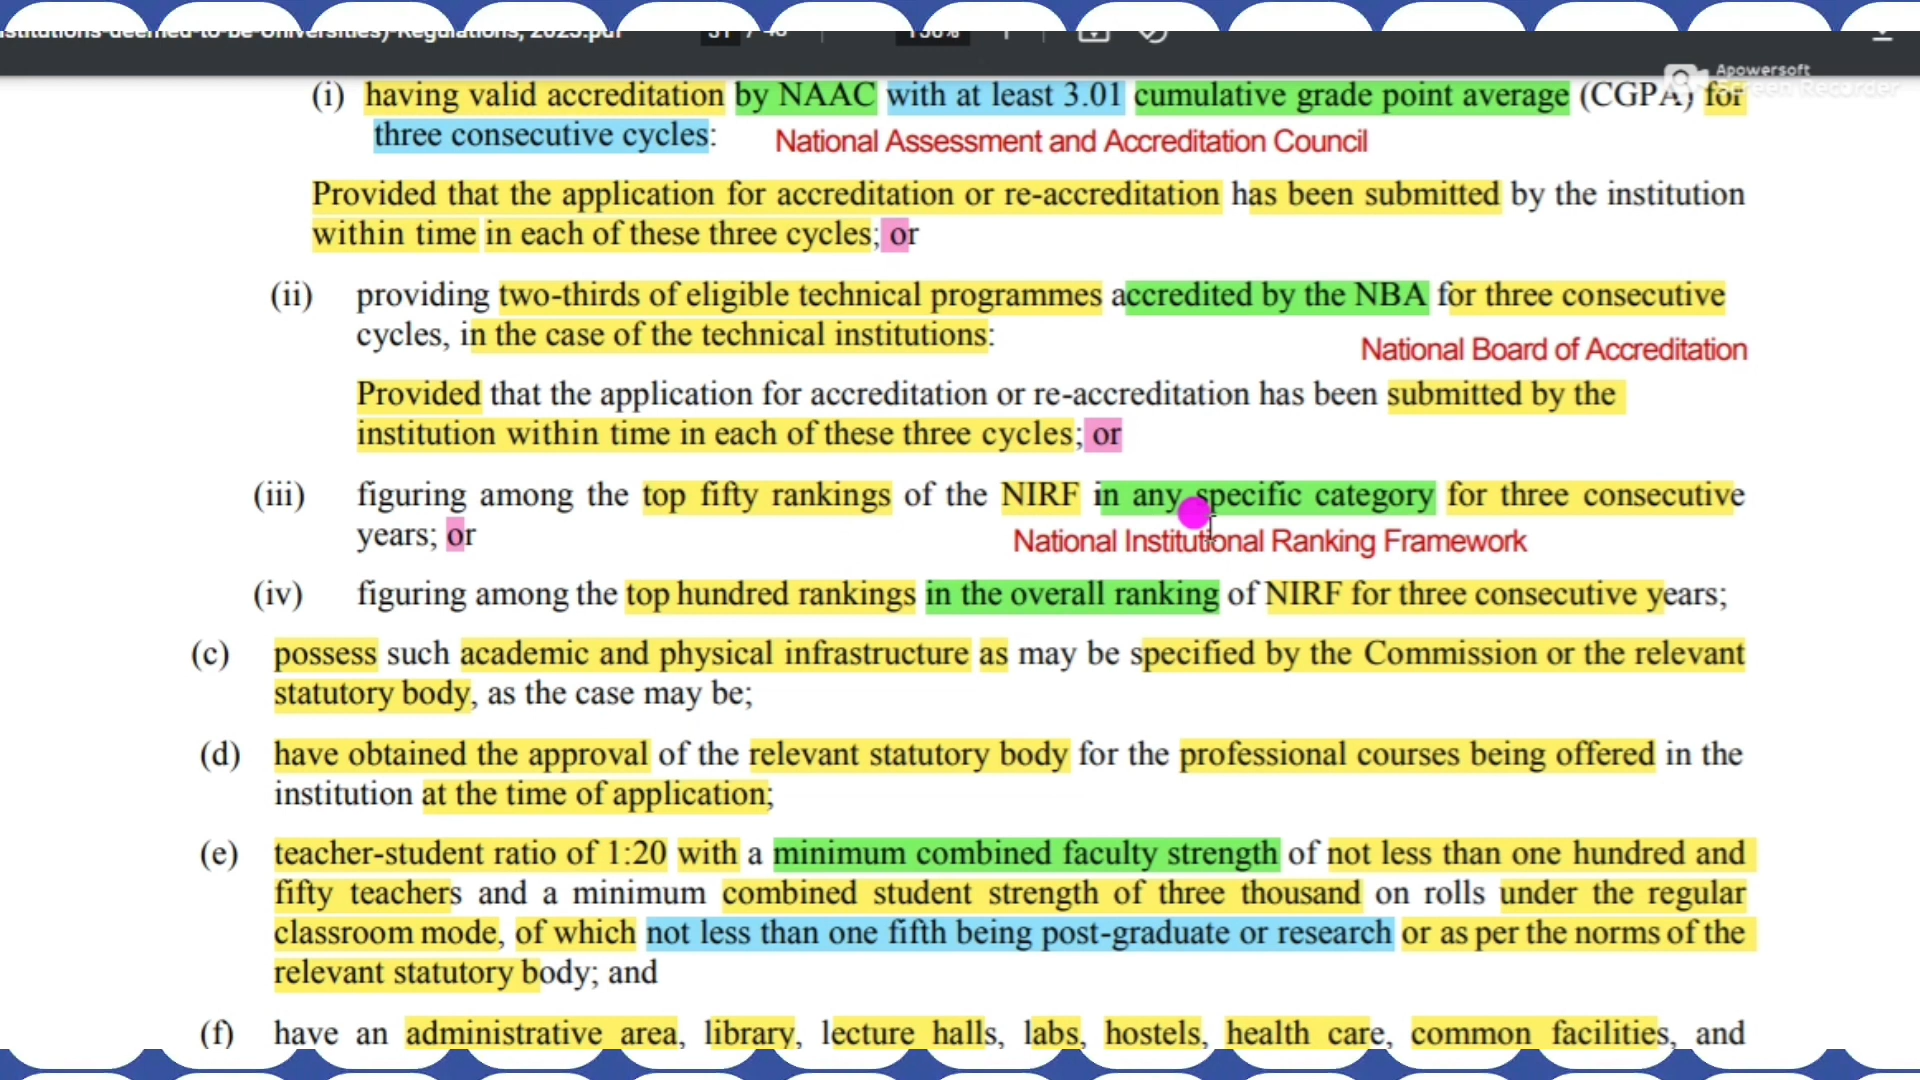 stitutions deemed to be Universities) Regulations, 2023.pdf
Apowersoft
Screen Recorder
(i) having valid accreditation by NAAC with at least 3.01 cumulative grade point average (CGPA) for
three consecutive cycles:
National Assessment and Accreditation Council
Provided that the application for accreditation or re-accreditation has been submitted by the institution
within time in each of these three cycles; or
(ii) providing two-thirds of eligible technical programmes accredited by the NBA for three consecutive
cycles, in the case of the technical institutions:
National Board of Accreditation
Provided that the application for accreditation or re-accreditation has been submitted by the
institution within time in each of these three cycles; or
(iii) figuring among the top fifty rankings of the NIRF in any specific category for three consecutive
years; or
National Institutional Ranking Framework
(iv) figuring among the top hundred rankings in the overall ranking of NIRF for three consecutive years;
(c) possess such academic and physical infrastructure as may be specified by the Commission or the relevant
statutory body, as the case may be;
(d) have obtained the approval of the relevant statutory body for the professional courses being offered in the
institution at the time of application;
(e) teacher-student ratio of 1:20 with a minimum combined faculty strength of not less than one hundred and
fifty teachers and a minimum combined student strength of three thousand on rolls under the regular
classroom mode, of which not less than one fifth being post-graduate or research or as per the norms of the
relevant statutory body; and
(f) have an administrative area, library, lecture halls, labs, hostels, health care, common facilities, and